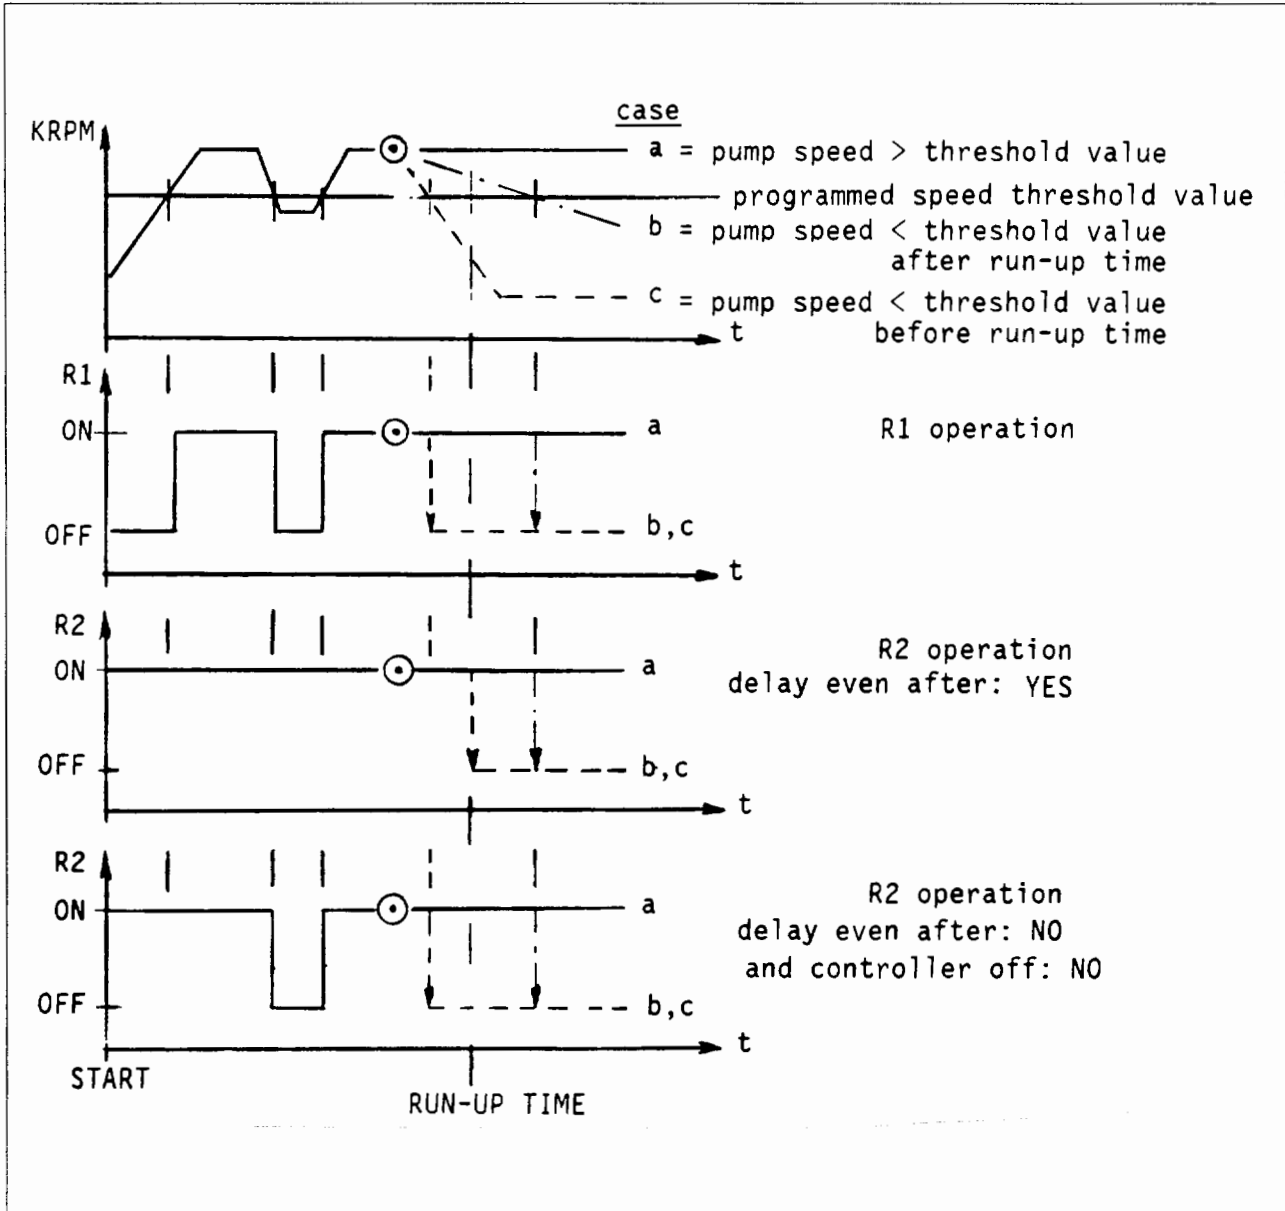 case
KRPM
a = pump speed > threshold value
programmed speed threshold value
b = pump speed < threshold value
after run-up time
c = pump speed < threshold value
before run-up time
t
R1
ON
a
R1 operation
OFF
b,c
t
R2
ON
a
R2 operation
delay even after: YES
OFF
b,c
t
R2
ON
a
R2 operation
delay even after: NO
and controller off: NO
OFF
b,c
t
START
RUN-UP TIME